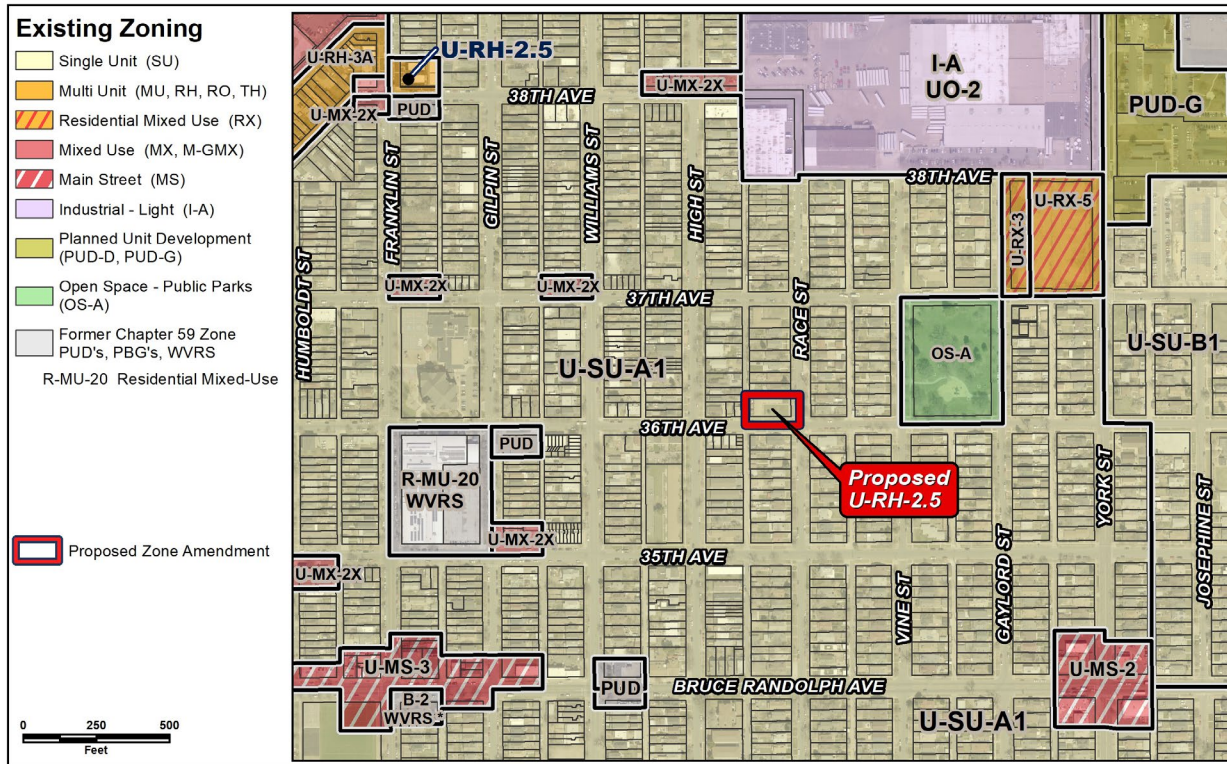 Existing Zoning
Single Unit (SU)
Multi Unit (MU, RH, RO, TH)
Residential Mixed Use (RX)
Mixed Use (MX, M-GMX)
Main Street (MS)
Industrial - Light (I-A)
Planned Unit Development
(PUD-D, PUD-G)
Open Space - Public Parks
(OS-A)
Former Chapter 59 Zone
PUD's, PBG's, WVRS
R-MU-20 Residential Mixed-Use
Proposed Zone Amendment
0 250 500
Feet
U-RH-3A
U-RH-2.5
U-MX-2X
PUD
38TH AVE
U-MX-2X
I-A
UO-2
PUD-G
HUMBOLDT ST
FRANKLIN ST
GILPIN ST
WILLIAMS ST
HIGH ST
RACE ST
38TH AVE
U-RX-3
U-RX-5
U-MX-2X
U-MX-2X
37TH AVE
U-SU-A1
OS-A
U-SU-B1
36TH AVE
Proposed
U-RH-2.5
PUD
R-MU-20
WVRS
U-MX-2X
35TH AVE
U-MX-2X
VINE ST
GAYLORD ST
YORK ST
JOSEPHINE ST
U-MS-3
B-2
WVRS *
PUD
BRUCE RANDOLPH AVE
U-MS-2
U-SU-A1